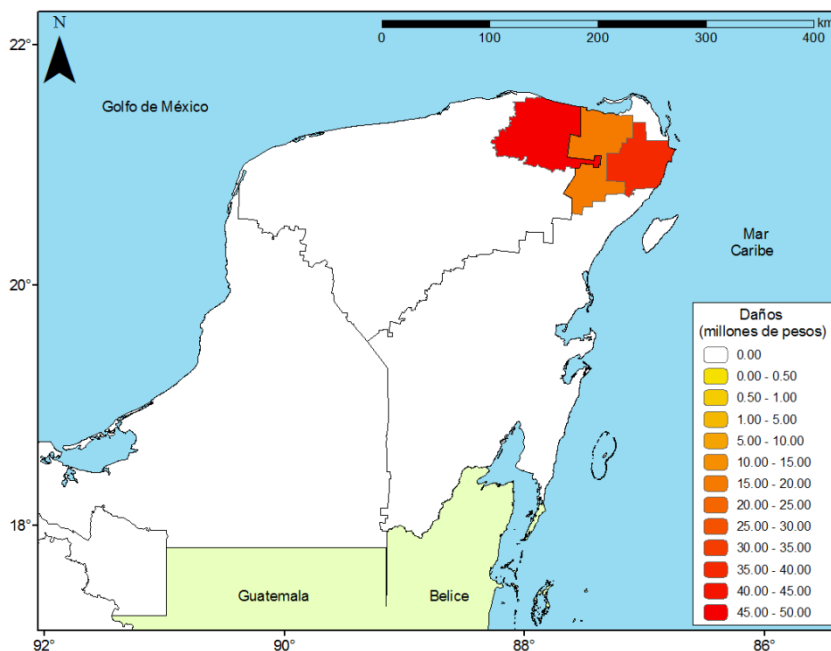 N
km
0 100 200 300 400
22°
Golfo de México
Mar
Caribe
20°
Daños
(millones de pesos)
0.00
0.00 - 0.50
0.50 - 1.00
1.00 - 5.00
5.00 - 10.00
10.00 - 15.00
15.00 - 20.00
20.00 - 25.00
25.00 - 30.00
30.00 - 35.00
35.00 - 40.00
40.00 - 45.00
45.00 - 50.00
18°
Guatemala
Belice
92° 90° 88° 86°